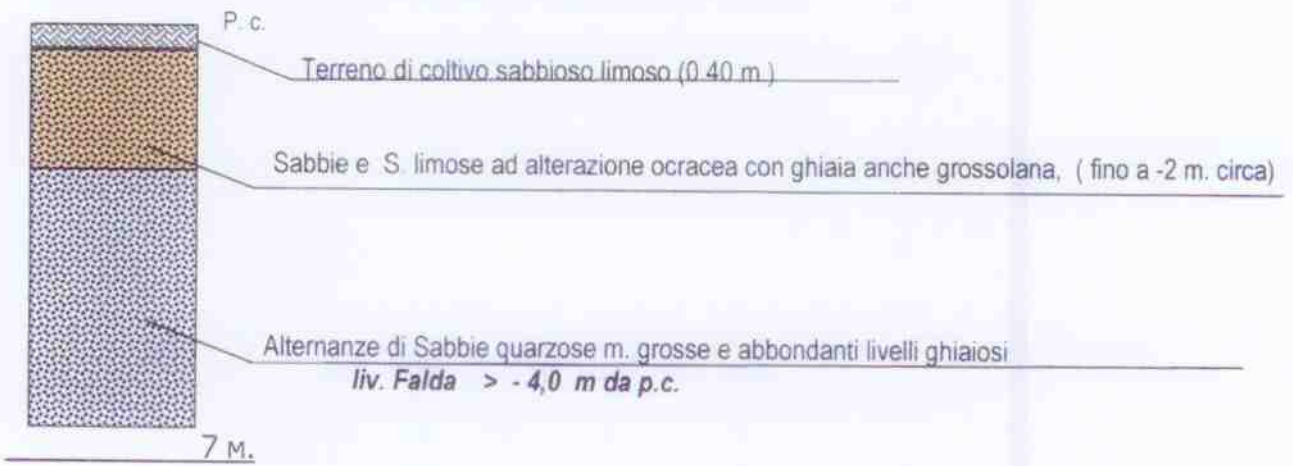 P. c.
Terreno di coltivo sabbioso limoso (0.40 m.)
Sabbie e S. limose ad alterazione ocracea con ghiaia anche grossolana, ( fino a -2 m. circa)
Alternanze di Sabbie quarzose m. grosse e abbondanti livelli ghiaiosi
liv. Falda > - 4,0 m da p.c.
7 M.